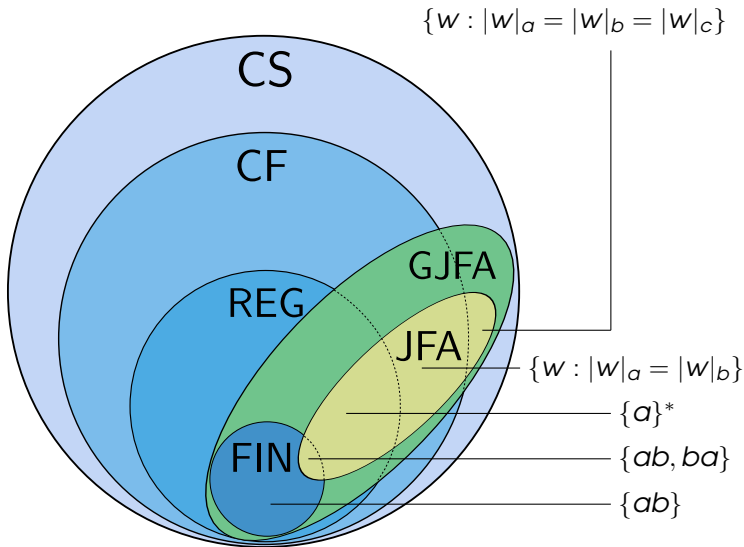 {w : |w|a = |w|b = |w|c}
CS
CF
GJFA
REG
JFA
{w : |w|a = |w|b}
{a}*
FIN
{ab, ba}
{ab}